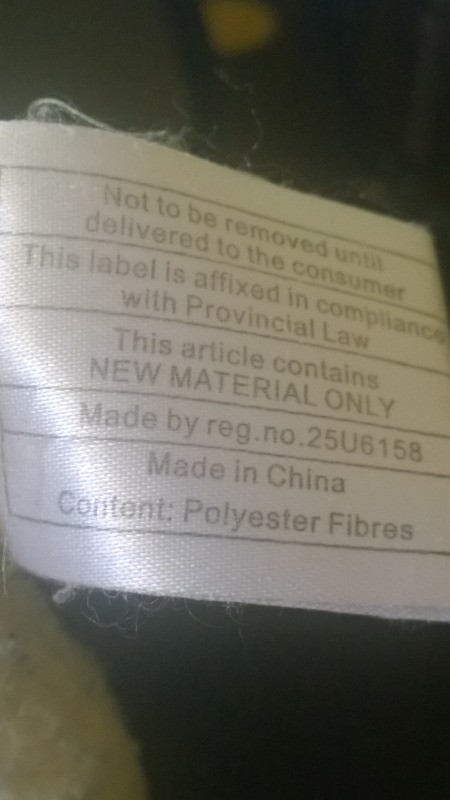 Not to be removed until
delivered to the consumer
This label is affixed in compliance
with Provincial Law
This article contains
NEW MATERIAL ONLY
Made by reg.no.25U6158
Made in China
Content: Polyester Fibres